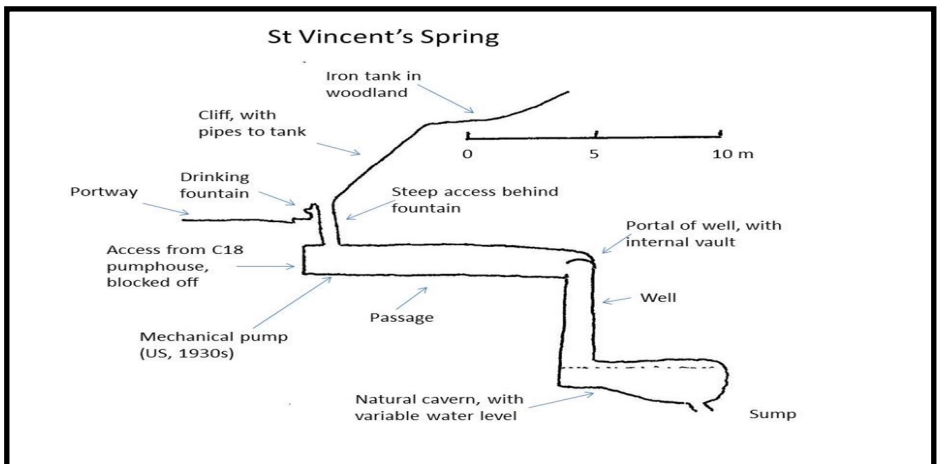 St Vincent’s Spring
Iron tank in
woodland
Cliff, with
pipes to tank
0
5
10 m
Drinking
fountain
Portway
Steep access behind
fountain
Portal of well, with
internal vault
Access from C18
pumphouse,
blocked off
Well
Passage
Mechanical pump
(US, 1930s)
Natural cavern, with
variable water level
Sump